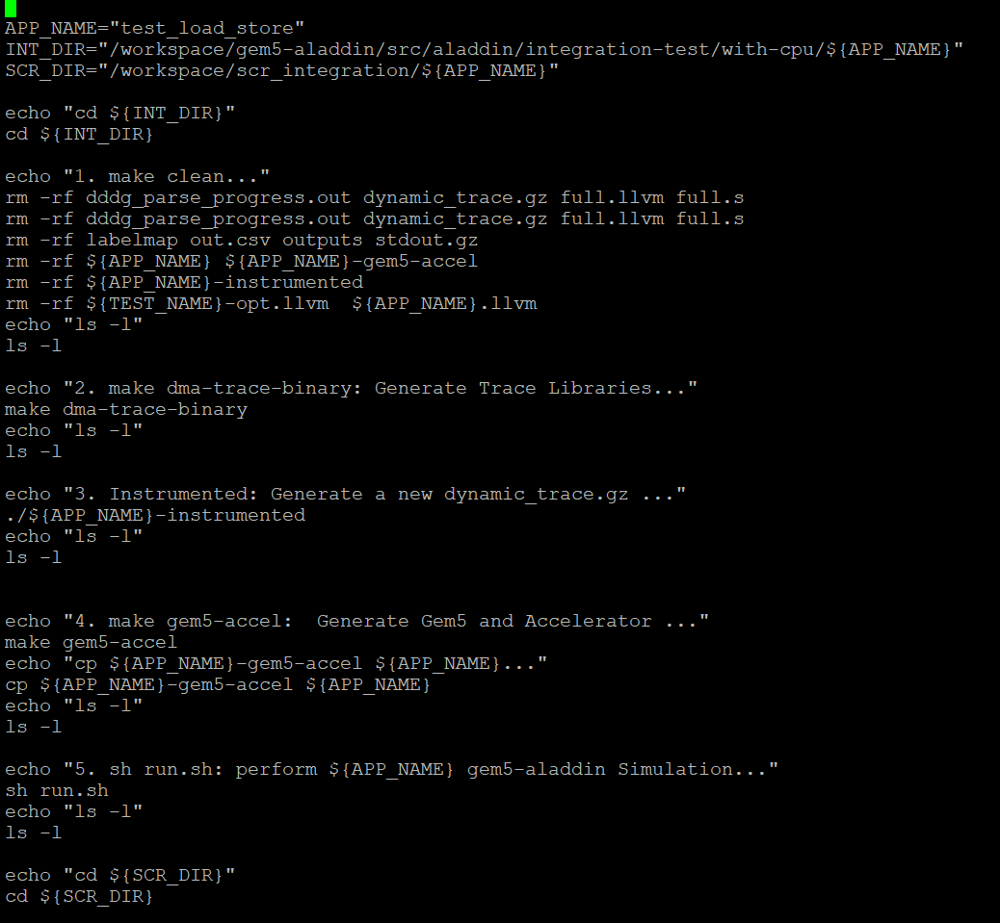 APP_NAME="test_load_store"
INT_DIR="/workspace/gem5-aladdin/src/aladdin/integration-test/with-cpu/${APP_NAME}"
SCR_DIR="/workspace/scr_integration/${APP_NAME}"
echo "cd ${INT_DIR}"
cd ${INT_DIR}
echo "1. make clean..."
rm -rf dddg_parse_progress.out dynamic_trace.gz full.llvm full.s
rm -rf dddg_parse_progress.out dynamic_trace.gz full.llvm full.s
rm -rf labelmap out.csv outputs stdout.gz
rm -rf ${APP_NAME} ${APP_NAME}-gem5-accel
rm -rf ${APP_NAME}-instrumented
rm -rf ${TEST_NAME}-opt.llvm  ${APP_NAME}.llvm
echo "ls -l"
ls -l
echo "2. make dma-trace-binary: Generate Trace Libraries..."
make dma-trace-binary
echo "ls -l"
ls -l
echo "3. Instrumented: Generate a new dynamic_trace.gz ..."
./${APP_NAME}-instrumented
echo "ls -l"
ls -l
echo "4. make gem5-accel:  Generate Gem5 and Accelerator ..."
make gem5-accel
echo "cp ${APP_NAME}-gem5-accel ${APP_NAME}..."
cp ${APP_NAME}-gem5-accel ${APP_NAME}
echo "ls -l"
ls -l
echo "5. sh run.sh: perform ${APP_NAME} gem5-aladdin Simulation..."
sh run.sh
echo "ls -l"
ls -l
echo "cd ${SCR_DIR}"
cd ${SCR_DIR}